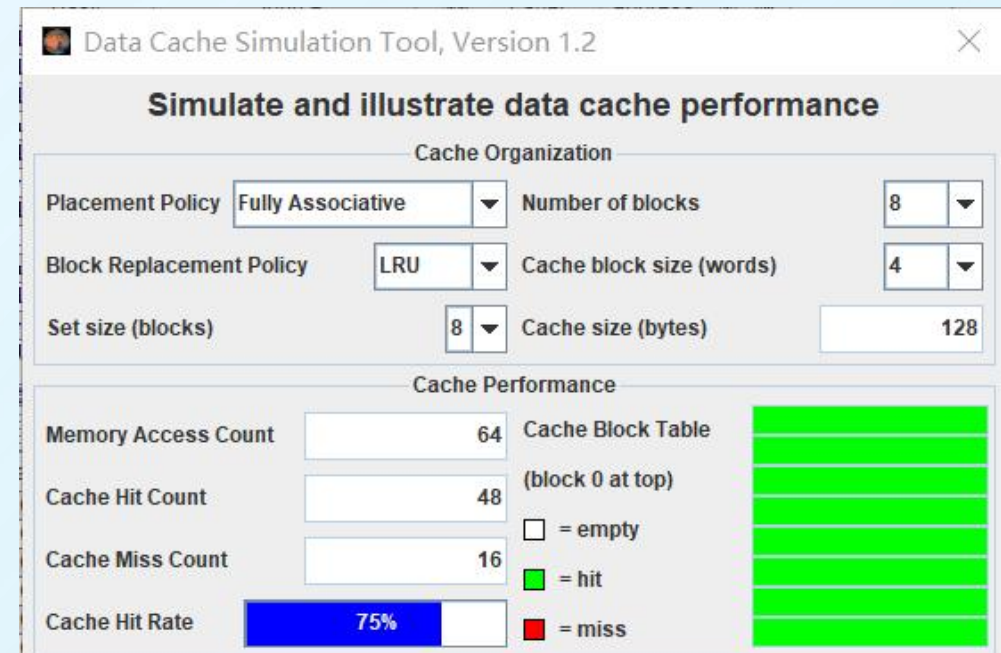 Data Cache Simulation Tool, Version 1.2
Simulate and illustrate data cache performance
Cache Organization
Placement Policy Fully Associative Number of blocks 8
Block Replacement Policy LRU Cache block size (words) 4
Set size (blocks) 8 Cache size (bytes) 128
Cache Performance
Memory Access Count 64 Cache Block Table
(block 0 at top)
Cache Hit Count 48
= empty
Cache Miss Count 16
= hit
Cache Hit Rate 75%
= miss